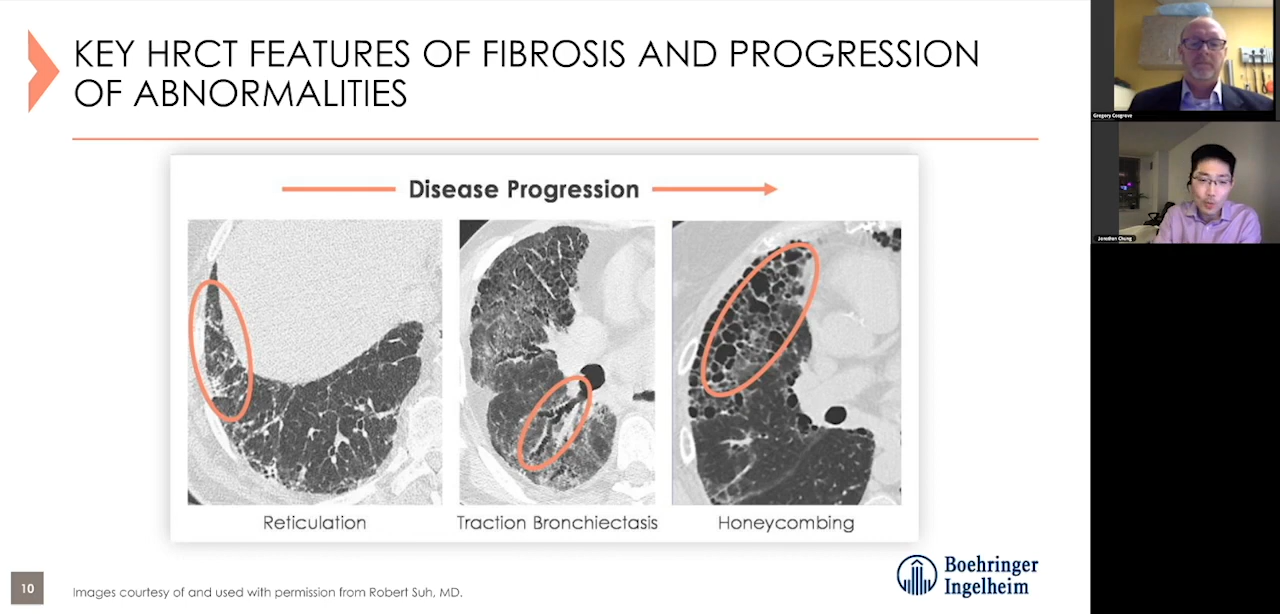 KEY HRCT FEATURES OF FIBROSIS AND PROGRESSION
OF ABNORMALITIES
Disease Progression
Reticulation
Traction Bronchiectasis
Honeycombing
10
Images courtesy of and used with permission from Robert Suh, MD.
Boehringer
Ingelheim
Gregory Cosgrove
Jonathan Chung